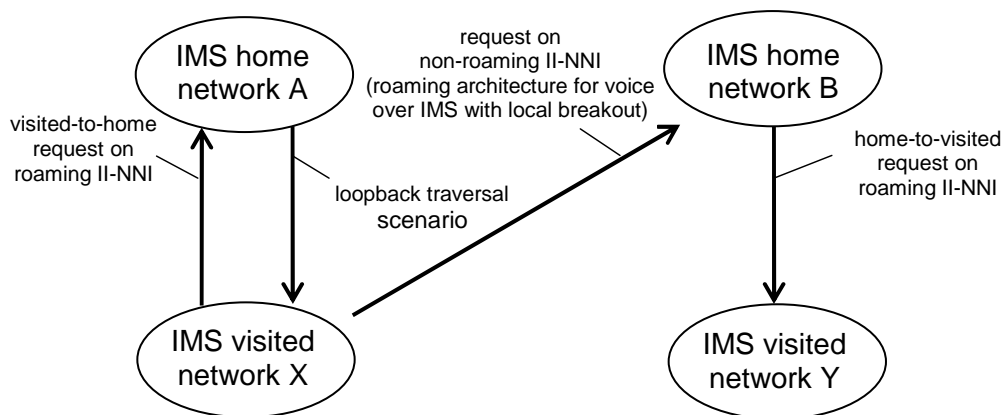 IMS home
network A
request on
non-roaming II-NNI
(roaming architecture for voice
over IMS with local breakout)
IMS home
network B
visited-to-home
request on
roaming II-NNI
loopback traversal
scenario
home-to-visited
request on
roaming II-NNI
IMS visited
network X
IMS visited
network Y